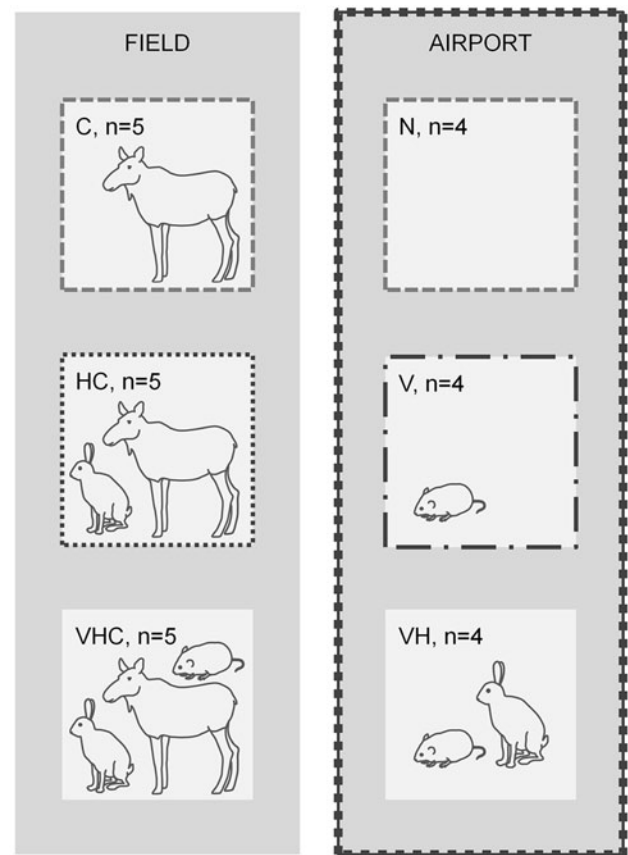 FIELD
C, n=5
HC, n=5
VHC, n=5
AIRPORT
N, n=4
V, n=4
VH, n=4